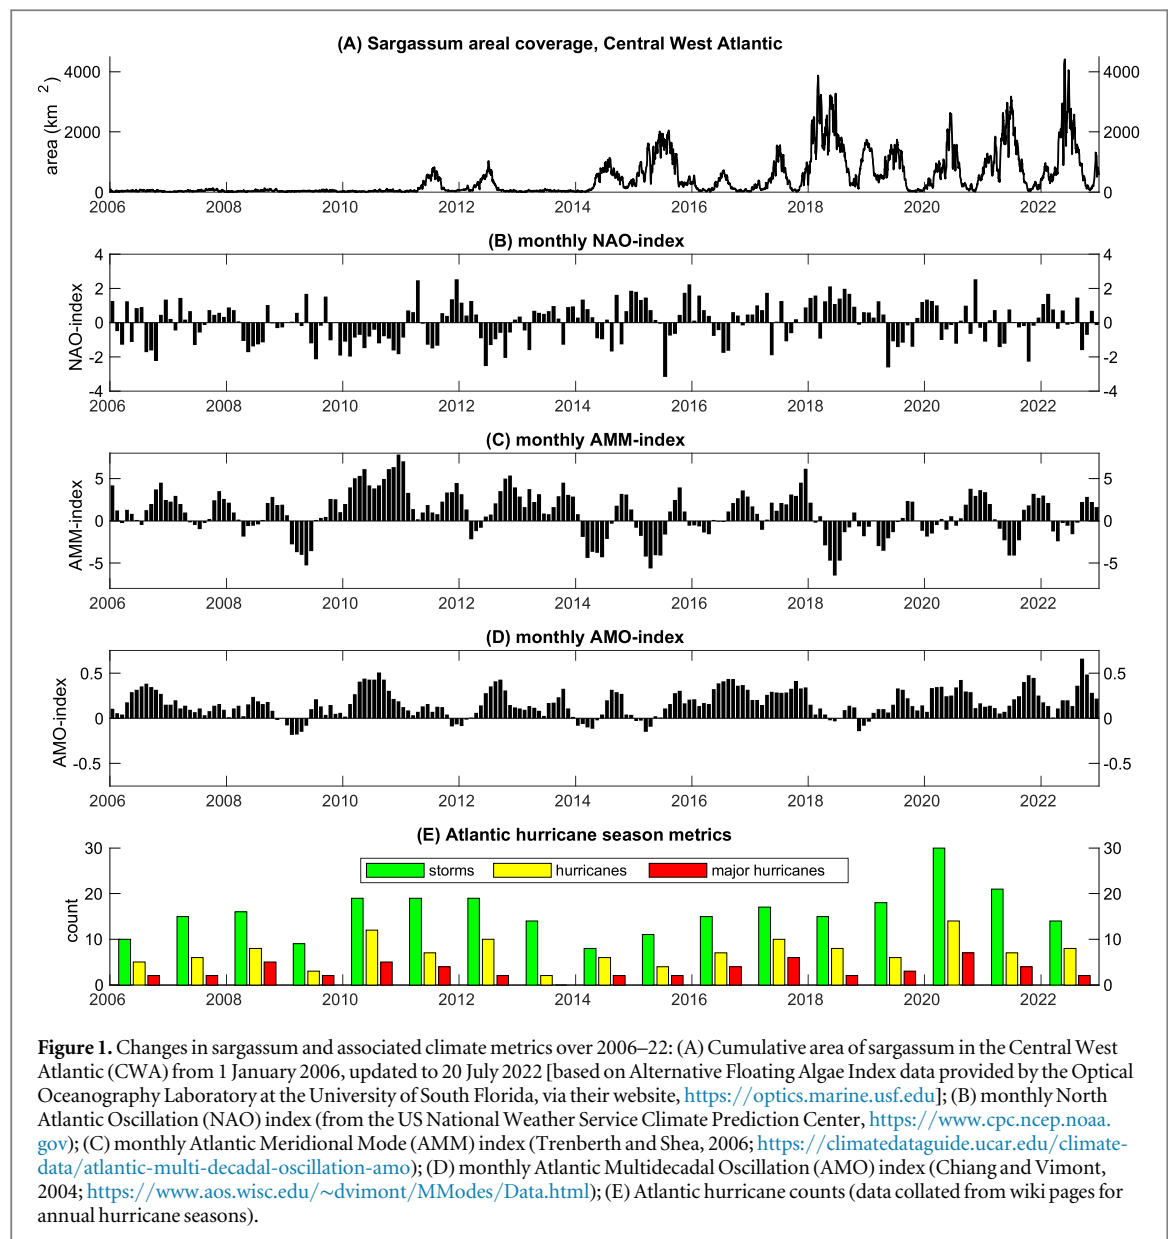 (A) Sargassum areal coverage, Central West Atlantic
area (km 2)
4000
2000
0
4000
2000
0
2006 2008 2010 2012 2014 2016 2018 2020 2022
(B) monthly NAO-index
NAO-index
4
2
0
-2
-4
4
2
0
-2
-4
2006 2008 2010 2012 2014 2016 2018 2020 2022
(C) monthly AMM-index
AMM-index
5
0
-5
5
0
-5
2006 2008 2010 2012 2014 2016 2018 2020 2022
(D) monthly AMO-index
AMO-index
0.5
0
-0.5
0.5
0
-0.5
2006 2008 2010 2012 2014 2016 2018 2020 2022
(E) Atlantic hurricane season metrics
count
30
20
10
0
storms hurricanes major hurricanes
30
20
10
0
2006 2008 2010 2012 2014 2016 2018 2020 2022
Figure 1. Changes in sargassum and associated climate metrics over 2006–22: (A) Cumulative area of sargassum in the Central West
Atlantic (CWA) from 1 January 2006, updated to 20 July 2022 [based on Alternative Floating Algae Index data provided by the Optical
Oceanography Laboratory at the University of South Florida, via their website, https://optics.marine.usf.edu]; (B) monthly North
Atlantic Oscillation (NAO) index (from the US National Weather Service Climate Prediction Center, https://www.cpc.ncep.noaa.
gov); (C) monthly Atlantic Meridional Mode (AMM) index (Trenberth and Shea, 2006; https://climatedataguide.ucar.edu/climate-
data/atlantic-multi-decadal-oscillation-amo); (D) monthly Atlantic Multidecadal Oscillation (AMO) index (Chiang and Vimont,
2004; https://www.aos.wisc.edu/~dvimont/MModes/Data.html); (E) Atlantic hurricane counts (data collated from wiki pages for
annual hurricane seasons).